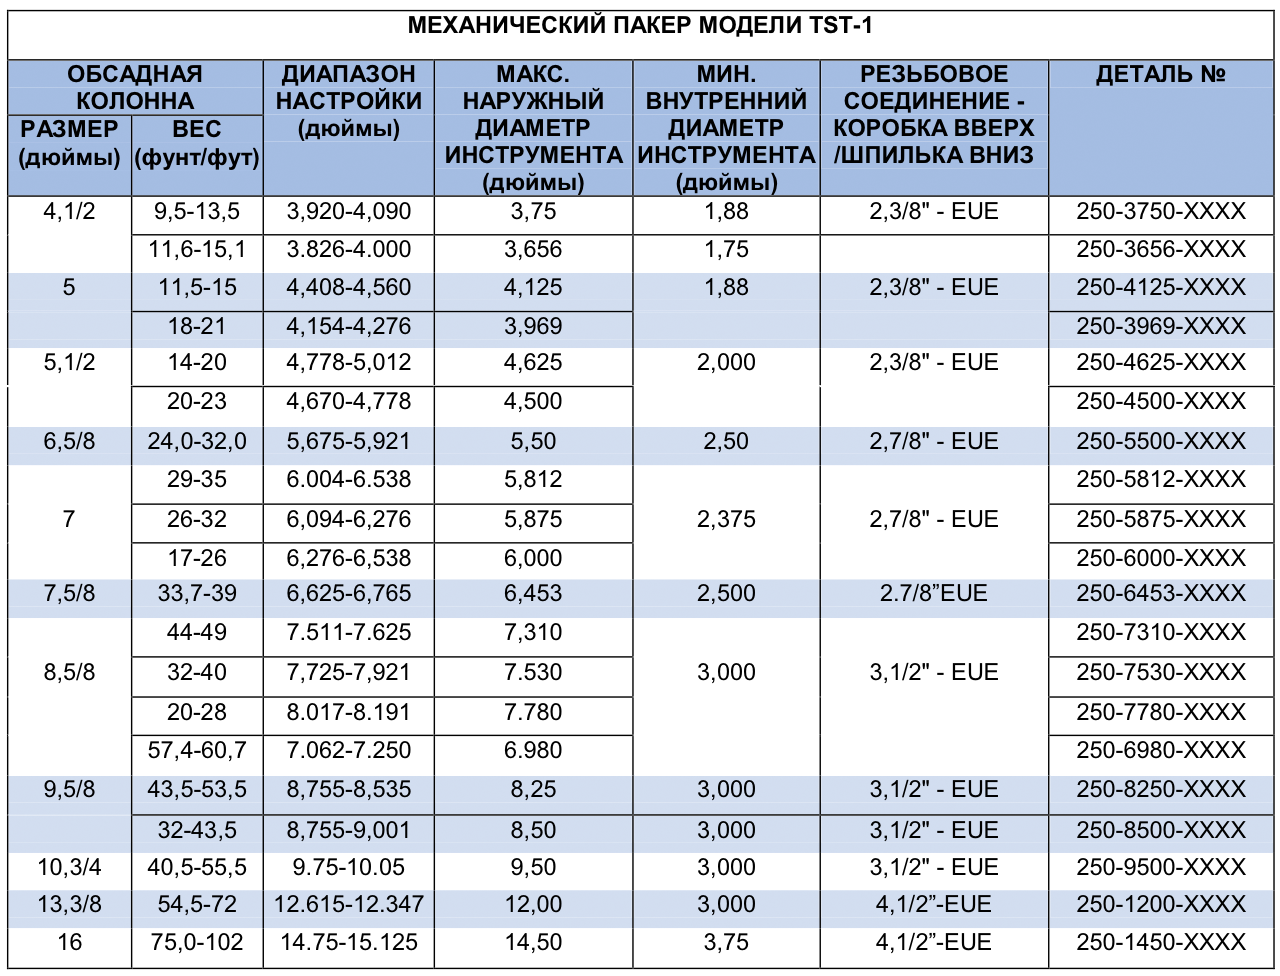 МЕХАНИЧЕСКИЙ ПАКЕР МОДЕЛИ TST-1
ОБСАДНАЯ КОЛОННА
РАЗМЕР (дюймы)
ВЕС (фунт/фут)
ДИАПАЗОН НАСТРОЙКИ (дюймы)
МАКС. НАРУЖНЫЙ ДИАМЕТР ИНСТРУМЕНТА (дюймы)
МИН. ВНУТРЕННИЙ ДИАМЕТР ИНСТРУМЕНТА (дюймы)
РЕЗЬБОВОЕ СОЕДИНЕНИЕ - КОРОБКА ВВЕРХ /ШПИЛЬКА ВНИЗ
ДЕТАЛЬ №
4,1/2 9,5-13,5 3,920-4,090 3,75 1,88 2,3/8" - EUE 250-3750-XXXX
11,6-15,1 3.826-4.000 3,656 1,75 250-3656-XXXX
5 11,5-15 4,408-4,560 4,125 1,88 2,3/8" - EUE 250-4125-XXXX
18-21 4,154-4,276 3,969 250-3969-XXXX
5,1/2 14-20 4,778-5,012 4,625 2,000 2,3/8" - EUE 250-4625-XXXX
20-23 4,670-4,778 4,500 250-4500-XXXX
6,5/8 24,0-32,0 5,675-5,921 5,50 2,50 2,7/8" - EUE 250-5500-XXXX
29-35 6.004-6.538 5,812 250-5812-XXXX
7 26-32 6,094-6,276 5,875 2,375 2,7/8" - EUE 250-5875-XXXX
17-26 6,276-6,538 6,000 250-6000-XXXX
7,5/8 33,7-39 6,625-6,765 6,453 2,500 2.7/8”EUE 250-6453-XXXX
44-49 7.511-7.625 7,310 250-7310-XXXX
8,5/8 32-40 7,725-7,921 7.530 3,000 3,1/2" - EUE 250-7530-XXXX
20-28 8.017-8.191 7.780 250-7780-XXXX
57,4-60,7 7.062-7.250 6.980 250-6980-XXXX
9,5/8 43,5-53,5 8,755-8,535 8,25 3,000 3,1/2" - EUE 250-8250-XXXX
32-43,5 8,755-9,001 8,50 3,000 3,1/2" - EUE 250-8500-XXXX
10,3/4 40,5-55,5 9.75-10.05 9,50 3,000 3,1/2" - EUE 250-9500-XXXX
13,3/8 54,5-72 12.615-12.347 12,00 3,000 4,1/2”-EUE 250-1200-XXXX
16 75,0-102 14.75-15.125 14,50 3,75 4,1/2”-EUE 250-1450-XXXX